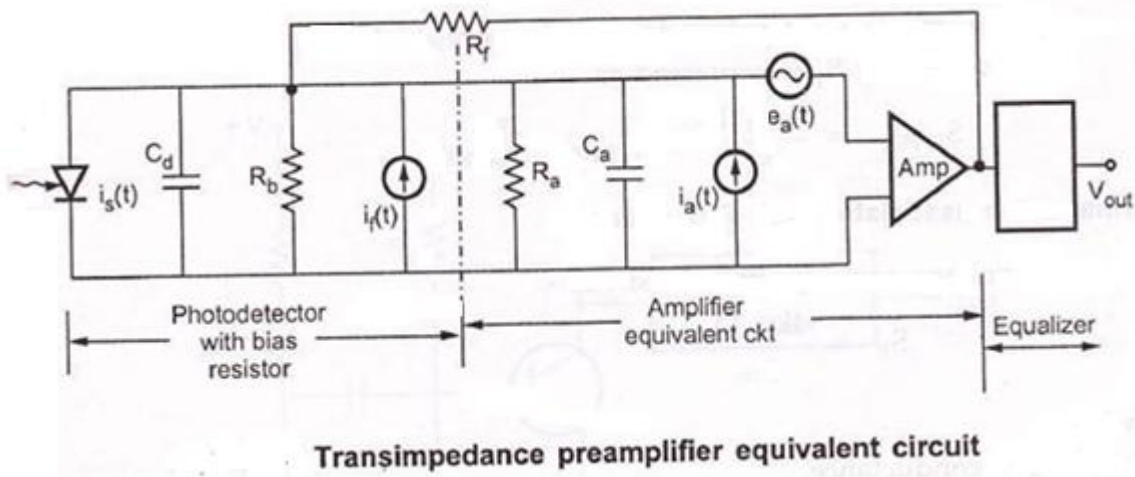 R_f
e_a(t)
C_d
R_b
i_s(t)
i_f(t)
R_a
C_a
i_a(t)
Amp
V_out
Photodetector
with bias
resistor
Amplifier
equivalent ckt
Equalizer
Transimpedance preamplifier equivalent circuit